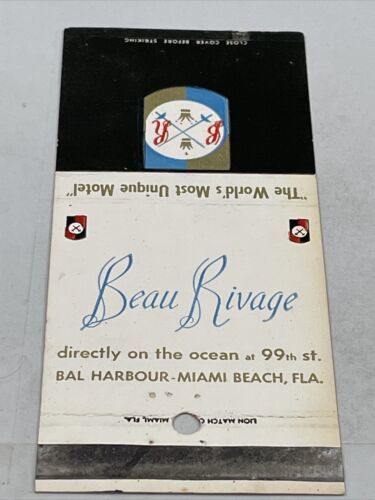 CLOSE COVER BEFORE STRIKING
B R
"The World's Most Unique Motel"
Beau Rivage
directly on the ocean at 99th st.
BAL HARBOUR-MIAMI BEACH, FLA.
LION MATCH
MIAMI, FLA.